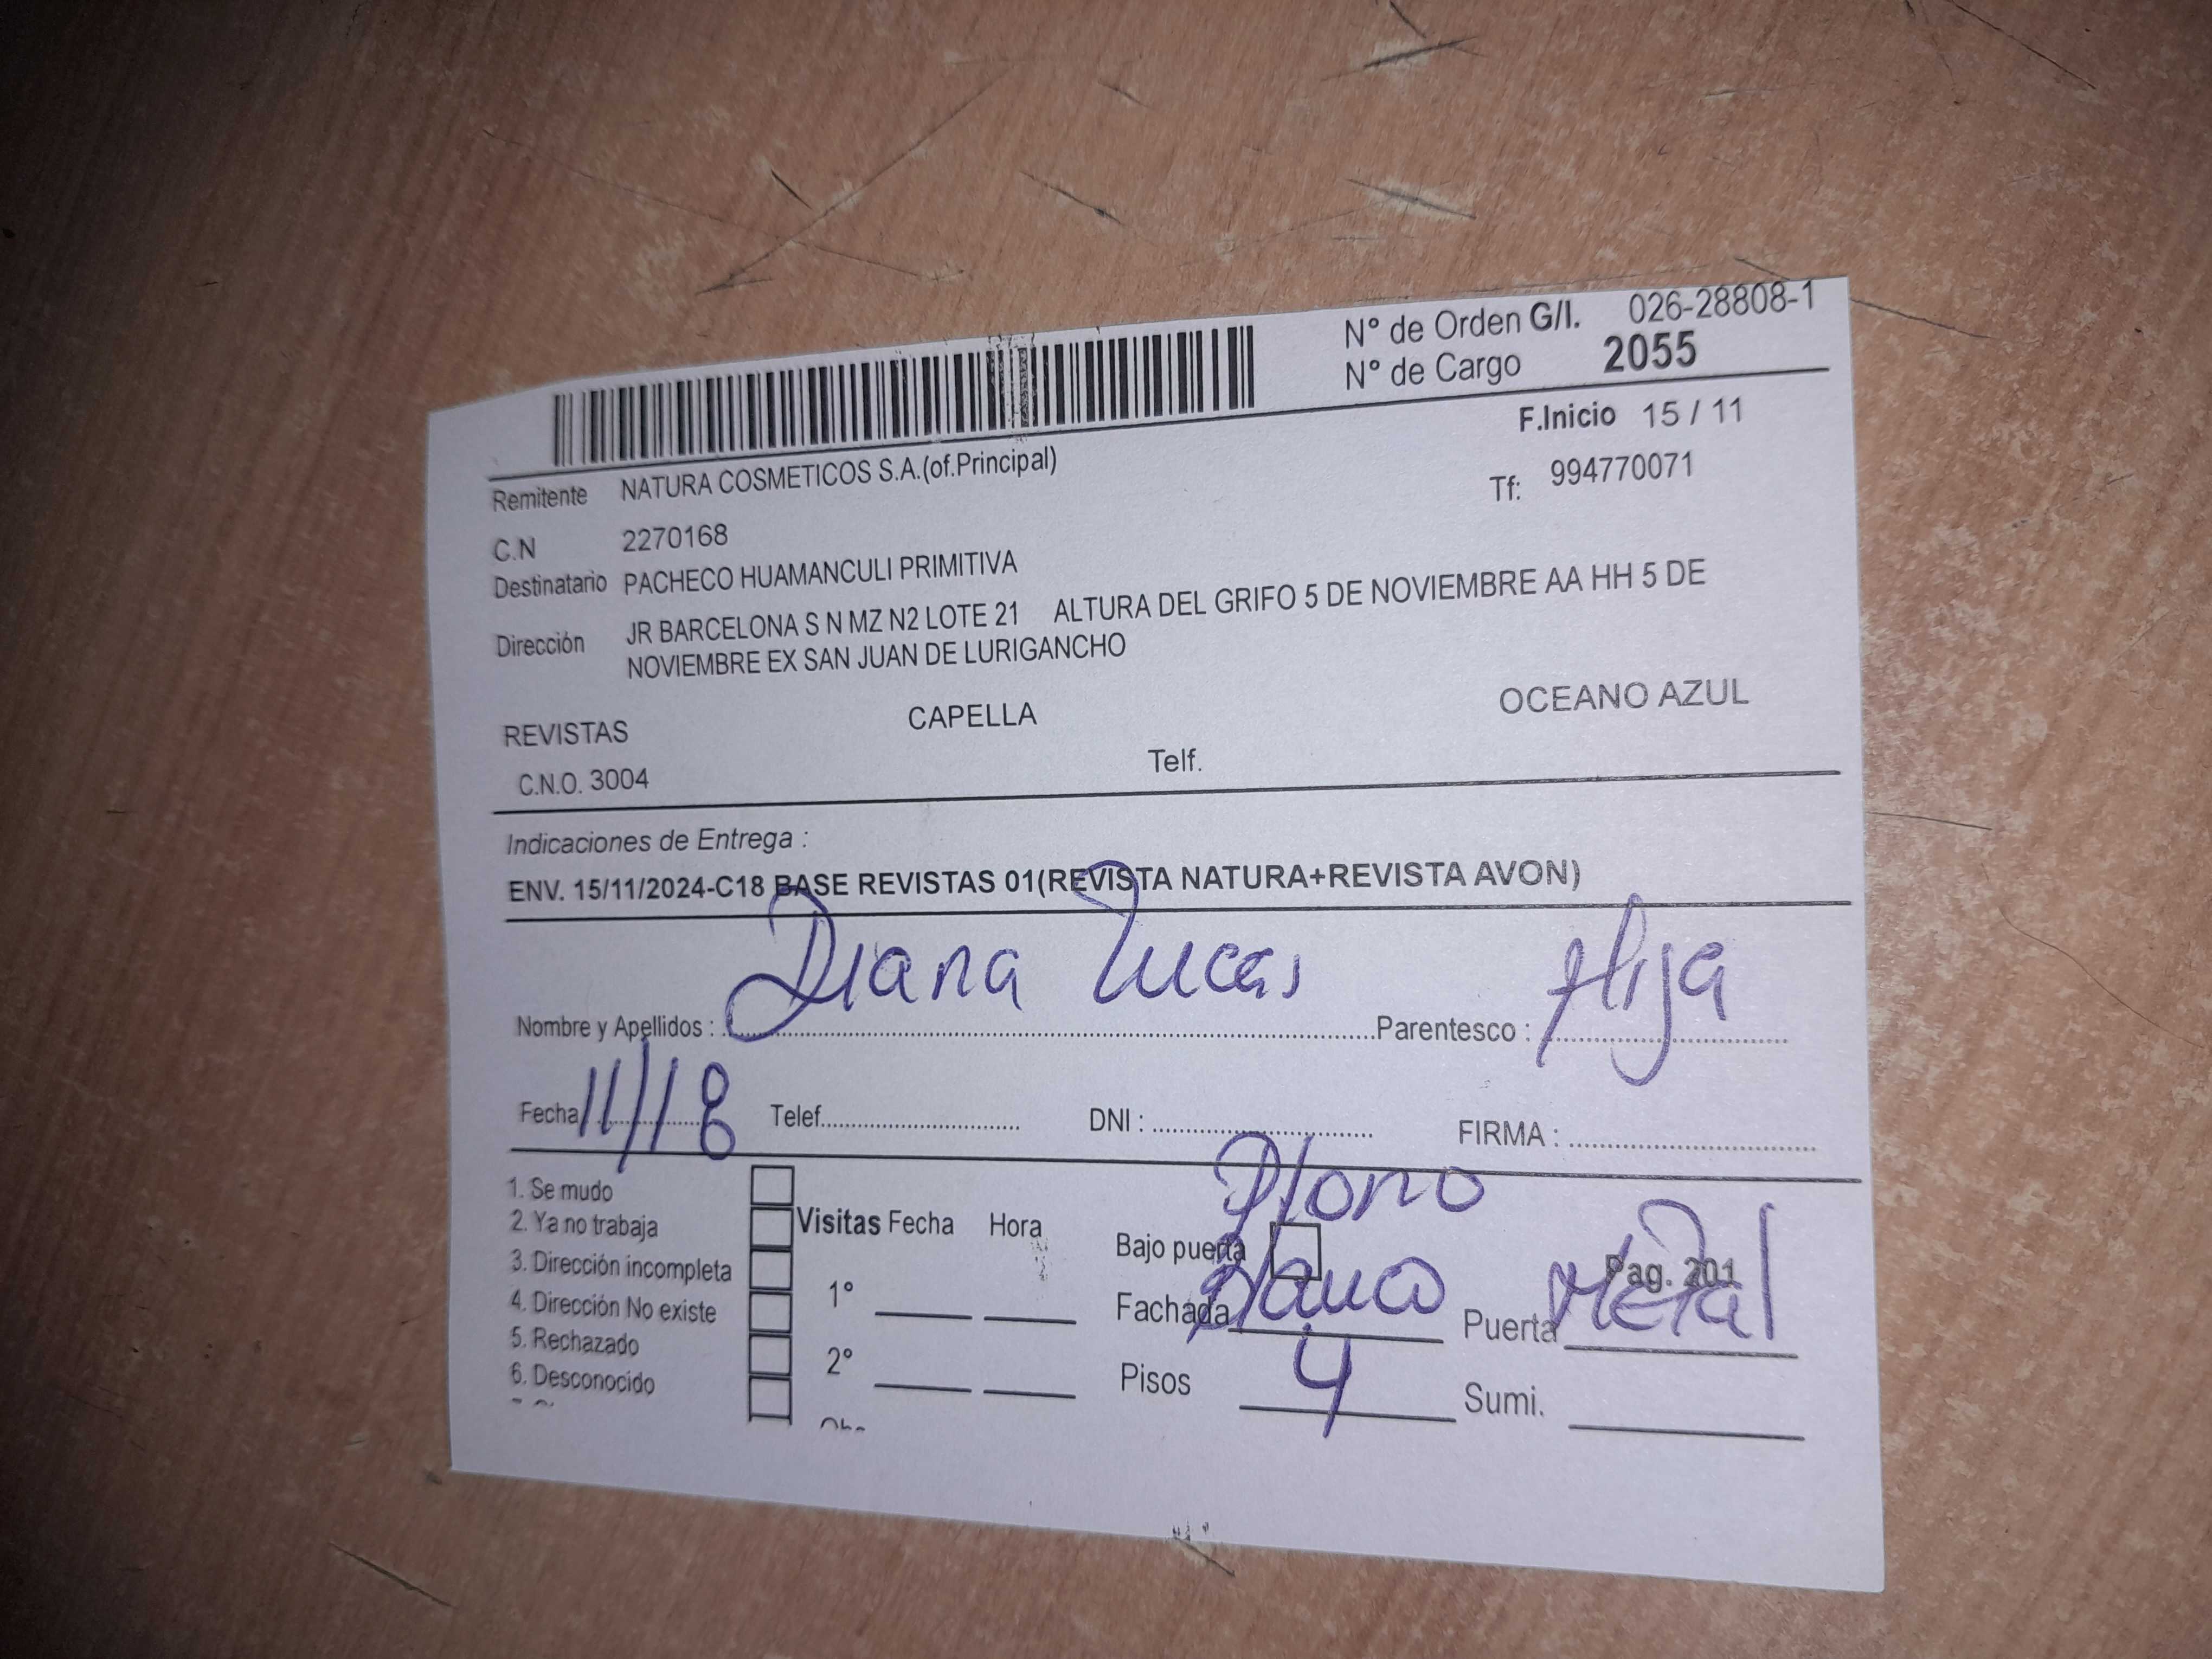 N° de Orden G/I. 026-28808-1
N° de Cargo 2055
F.Inicio 15 / 11
Remitente NATURA COSMETICOS S.A.(of.Principal)
Tf: 994770071
C.N 2270168
Destinatario PACHECO HUAMANCULI PRIMITIVA
Dirección JR BARCELONA S N MZ N2 LOTE 21 ALTURA DEL GRIFO 5 DE NOVIEMBRE AA HH 5 DE
NOVIEMBRE EX SAN JUAN DE LURIGANCHO
REVISTAS CAPELLA OCEANO AZUL
C.N.O. 3004 Telf.
Indicaciones de Entrega :
ENV. 15/11/2024-C18 BASE REVISTAS 01(REVISTA NATURA+REVISTA AVON)
Nombre y Apellidos : Diana Lucas Parentesco : Hija
Fecha 11/18 Telef. DNI : FIRMA :
1. Se mudo
2. Ya no trabaja
3. Dirección incompleta
4. Dirección No existe
5. Rechazado
6. Desconocido
Visitas Fecha Hora
1°
2°
Plomo
Bajo puerta
Pag. 201
Fachada Blanco Puerta Metal
Pisos 4 Sumi.